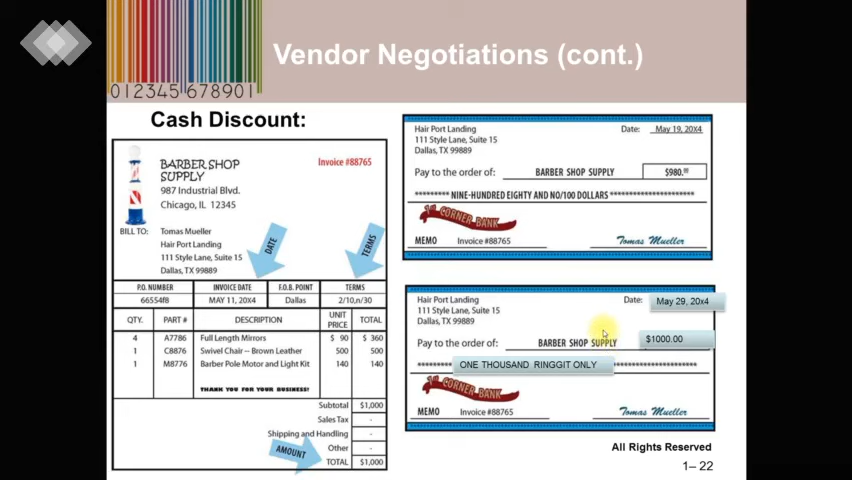 Vendor Negotiations (cont.)
012345 678901
Cash Discount:
BARBER SHOP
SUPPLY
987 Industrial Blvd.
Chicago, IL 12345
Invoice #88765
BILL TO: Tomas Mueller
Hair Port Landing
111 Style Lane, Suite 15
Dallas, TX 99889
DATE
TERMS
P.O. NUMBER INVOICE DATE F.O.B. POINT TERMS
66554f8 MAY 11, 20x4 Dallas 2/10,n/30
QTY. PART # DESCRIPTION UNIT PRICE TOTAL
4 A7786 Full Length Mirrors $ 90 $ 360
1 C8876 Swivel Chair -- Brown Leather 500 500
1 M8776 Barber Pole Motor and Light Kit 140 140
THANK YOU FOR YOUR BUSINESS!
Subtotal $1,000
Sales Tax -
Shipping and Handling -
Other -
AMOUNT
TOTAL $1,000
Hair Port Landing
111 Style Lane, Suite 15
Dallas, TX 99889
Date: May 19, 20x4
Pay to the order of: BARBER SHOP SUPPLY $980.00
********* NINE-HUNDRED EIGHTY AND NO/100 DOLLARS *********************
1st CORNER BANK
MEMO Invoice #88765 Tomas Mueller
Hair Port Landing
111 Style Lane, Suite 15
Dallas, TX 99889
Date: May 29, 20x4
Pay to the order of: BARBER SHOP SUPPLY $1000.00
********* ONE THOUSAND RINGGIT ONLY *********************
1st CORNER BANK
MEMO Invoice #88765 Tomas Mueller
All Rights Reserved
1– 22